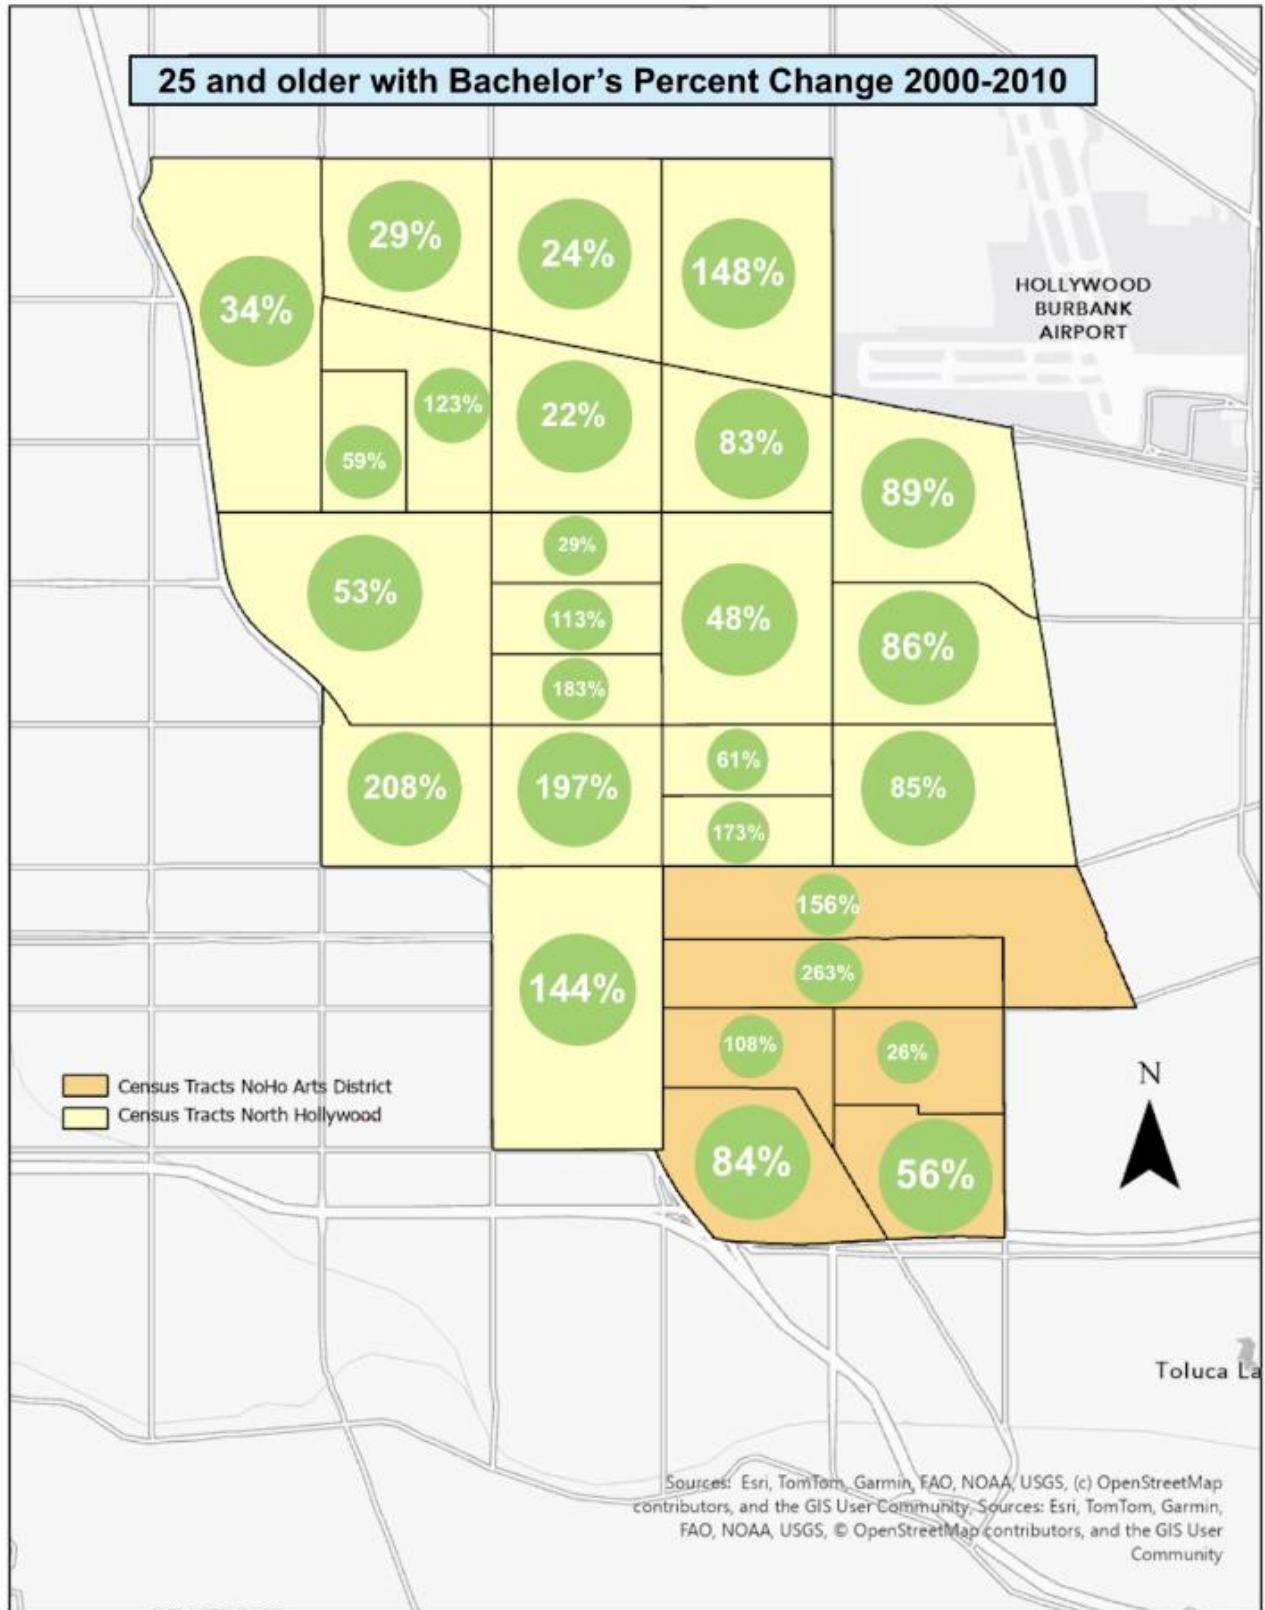 25 and older with Bachelor's Percent Change 2000-2010
29%
24%
148%
34%
HOLLYWOOD
BURBANK
AIRPORT
123%
22%
83%
59%
89%
29%
53%
113%
48%
86%
183%
61%
208%
197%
85%
173%
156%
263%
144%
108%
26%
N
Census Tracts NoHo Arts District
Census Tracts North Hollywood
84%
56%
Toluca La
Sources: Esri, TomTom, Garmin, FAO, NOAA, USGS, (c) OpenStreetMap
contributors, and the GIS User Community, Sources: Esri, TomTom, Garmin,
FAO, NOAA, USGS, © OpenStreetMap contributors, and the GIS User
Community